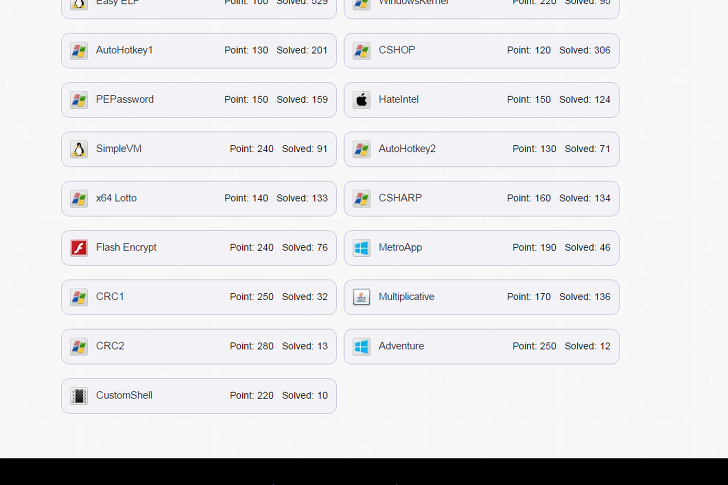 Easy ELF Point: 100 Solved: 529
WindowsKernel Point: 220 Solved: 95
AutoHotkey1 Point: 130 Solved: 201
CSHOP Point: 120 Solved: 306
PEPassword Point: 150 Solved: 159
HateIntel Point: 150 Solved: 124
SimpleVM Point: 240 Solved: 91
AutoHotkey2 Point: 130 Solved: 71
x64 Lotto Point: 140 Solved: 133
CSHARP Point: 160 Solved: 134
Flash Encrypt Point: 240 Solved: 76
MetroApp Point: 190 Solved: 46
CRC1 Point: 250 Solved: 32
Multiplicative Point: 170 Solved: 136
CRC2 Point: 280 Solved: 13
Adventure Point: 250 Solved: 12
CustomShell Point: 220 Solved: 10